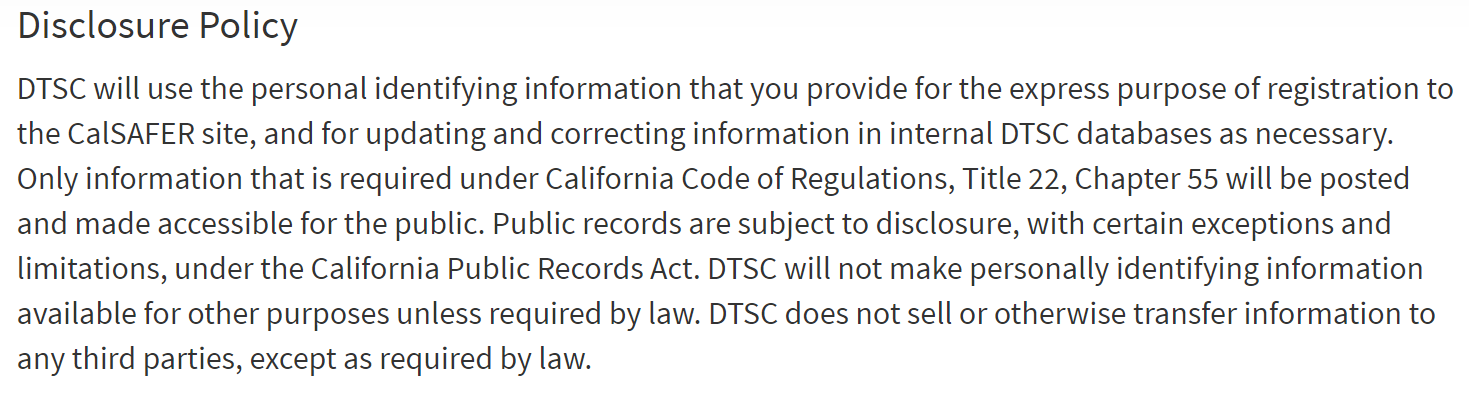 Disclosure Policy
DTSC will use the personal identifying information that you provide for the express purpose of registration to
the CalSAFER site, and for updating and correcting information in internal DTSC databases as necessary.
Only information that is required under California Code of Regulations, Title 22, Chapter 55 will be posted
and made accessible for the public. Public records are subject to disclosure, with certain exceptions and
limitations, under the California Public Records Act. DTSC will not make personally identifying information
available for other purposes unless required by law. DTSC does not sell or otherwise transfer information to
any third parties, except as required by law.